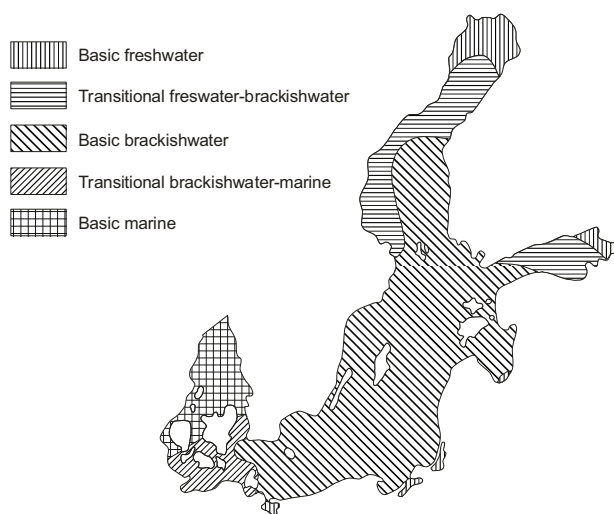 Basic freshwater
Transitional freswater-brackishwater
Basic brackishwater
Transitional brackishwater-marine
Basic marine